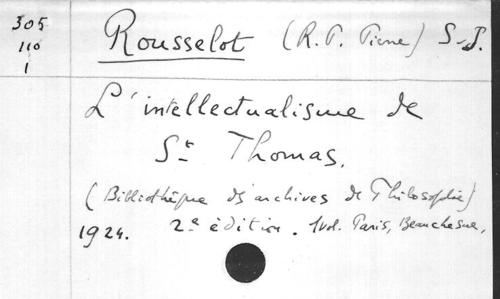 305
110
1
Rousselot (R.P. Pierre) S.J.
L'intellectualisme de
St Thomas.
(Bibliothèque des archives de Philosophie)
1924. 2e édition. 1vol. Paris, Beauchesne,